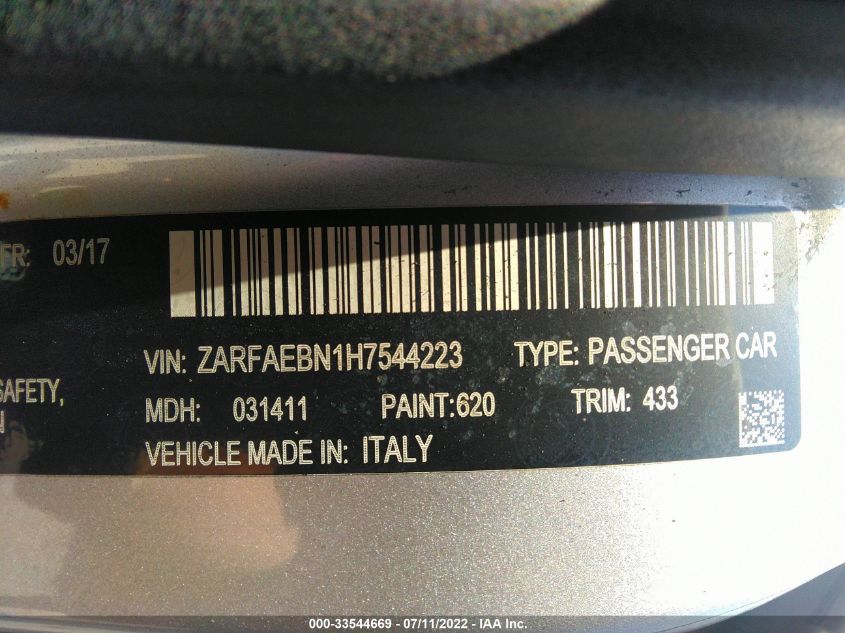 FR: 03/17
VIN: ZARFAEBN1H7544223 TYPE: PASSENGER CAR
SAFETY,
MDH: 031411 PAINT:620 TRIM: 433
N
VEHICLE MADE IN: ITALY
000-33544669 - 07/11/2022 - IAA Inc.